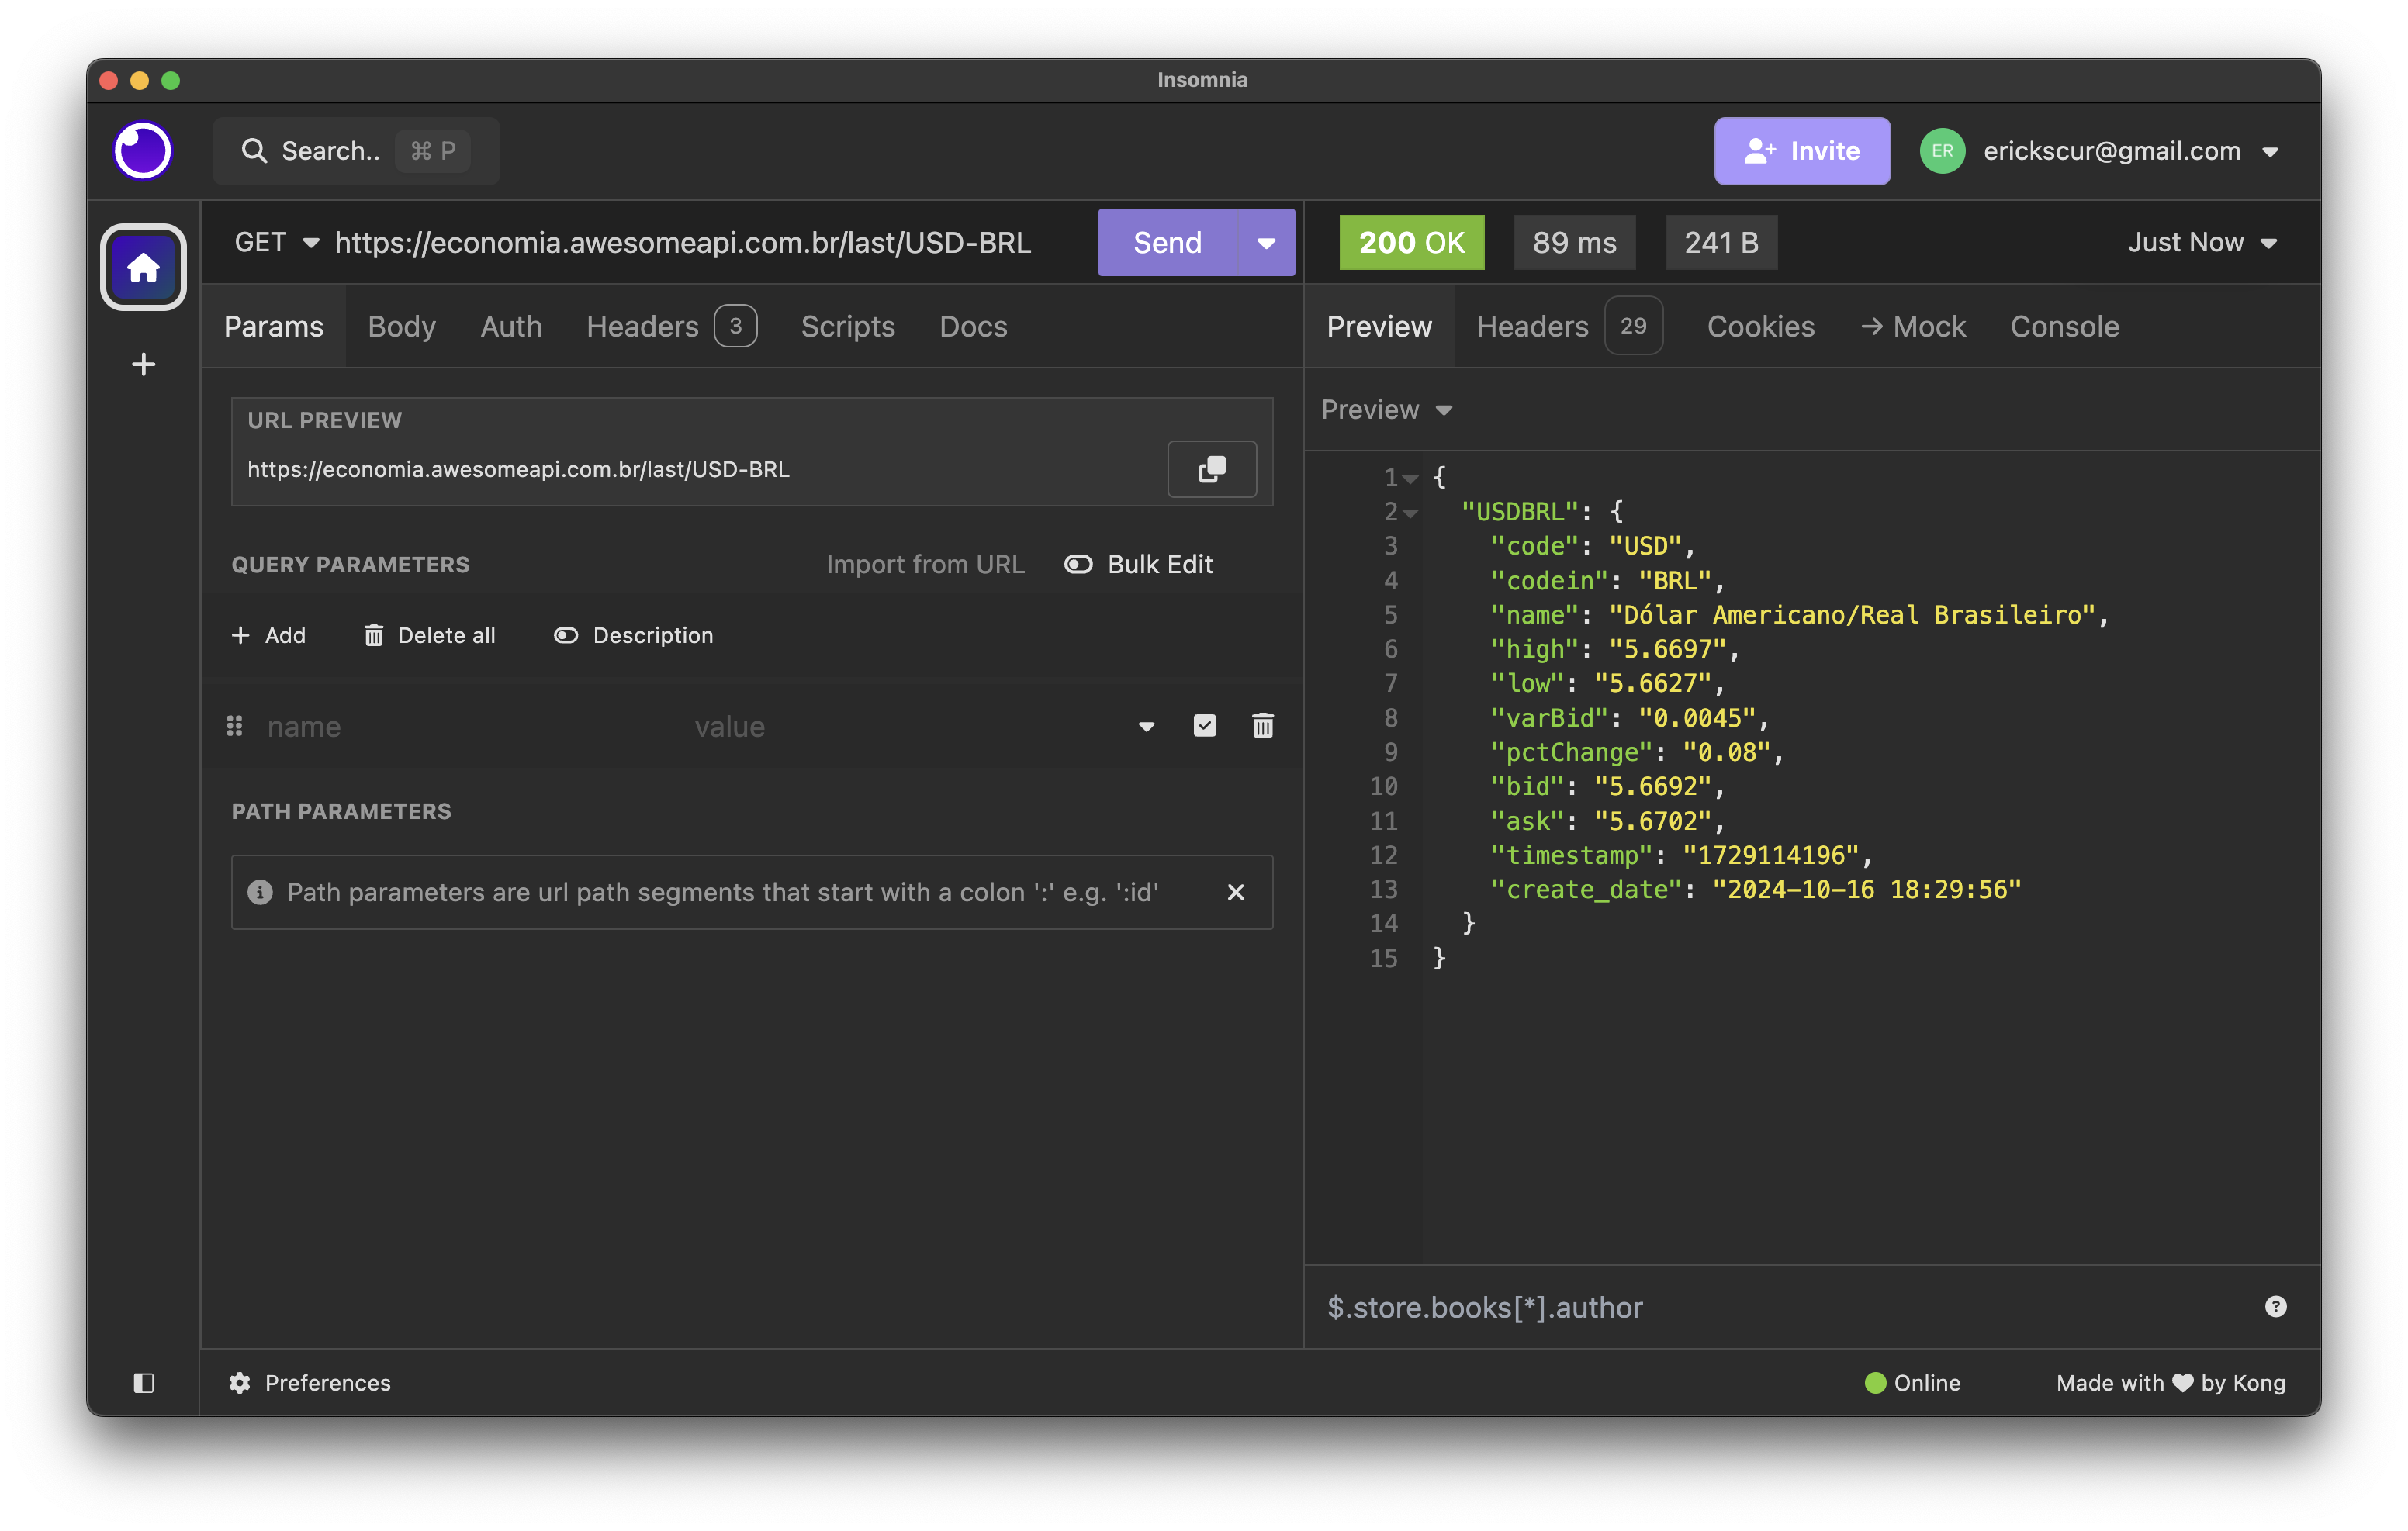 Insomnia
Search.. ⌘ P
Invite
ER
erickscur@gmail.com
GET https://economia.awesomeapi.com.br/last/USD-BRL Send
200 OK 89 ms 241 B Just Now
Params Body Auth Headers 3 Scripts Docs
Preview Headers 29 Cookies → Mock Console
URL PREVIEW
https://economia.awesomeapi.com.br/last/USD-BRL
QUERY PARAMETERS Import from URL Bulk Edit
+ Add Delete all Description
name value
PATH PARAMETERS
Path parameters are url path segments that start with a colon ':' e.g. ':id'
Preview
1 {
2 "USDBRL": {
3 "code": "USD",
4 "codein": "BRL",
5 "name": "Dólar Americano/Real Brasileiro",
6 "high": "5.6697",
7 "low": "5.6627",
8 "varBid": "0.0045",
9 "pctChange": "0.08",
10 "bid": "5.6692",
11 "ask": "5.6702",
12 "timestamp": "1729114196",
13 "create_date": "2024-10-16 18:29:56"
14 }
15 }
$.store.books[*].author
Preferences
Online
Made with ♥ by Kong